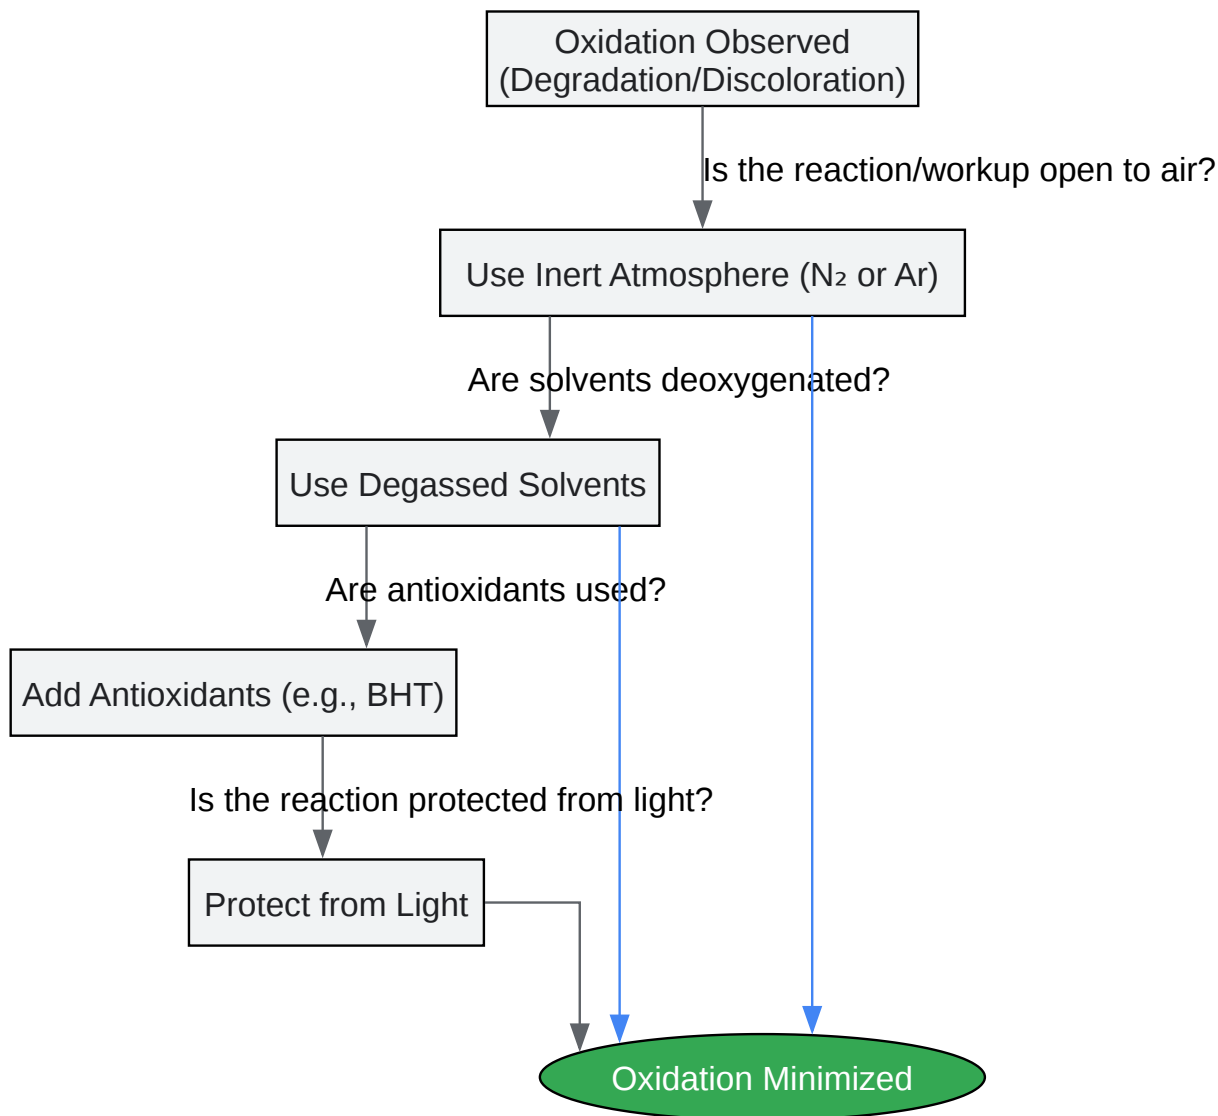 Oxidation Observed
(Degradation/Discoloration)
Is the reaction/workup open to air?
Use Inert Atmosphere (N₂ or Ar)
Are solvents deoxygenated?
Use Degassed Solvents
Are antioxidants used?
Add Antioxidants (e.g., BHT)
Is the reaction protected from light?
Protect from Light
Oxidation Minimized